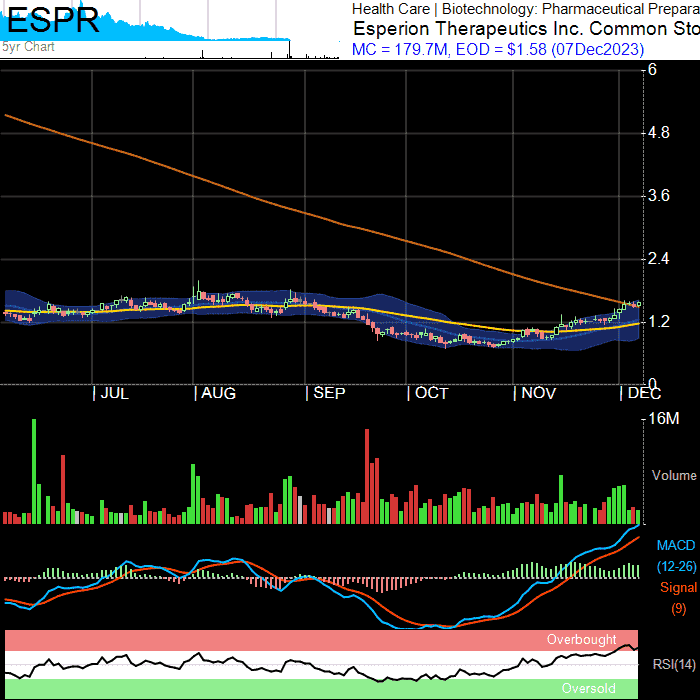 ESPR
5yr Chart
Health Care | Biotechnology: Pharmaceutical Prepara
Esperion Therapeutics Inc. Common Sto
MC = 179.7M, EOD = $1.58 (07Dec2023)
6
4.8
3.6
2.4
1.2
0
JUL
AUG
SEP
OCT
NOV
DEC
16M
Volume
MACD
(12-26)
Signal
(9)
Overbought
RSI(14)
Oversold